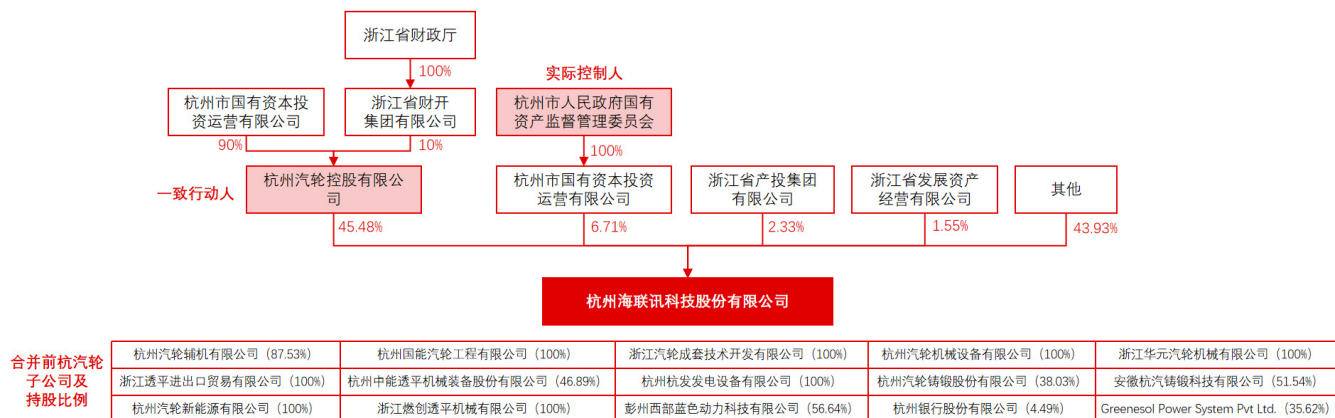 浙江省财政厅
100%
实际控制人
杭州市国有资本投
资运营有限公司
浙江省财开
集团有限公司
杭州市人民政府国有
资产监督管理委员会
90%
10%
100%
一致行动人
杭州汽轮控股有限公
司
杭州市国有资本投资
运营有限公司
浙江省产投集团
有限公司
浙江省发展资产
经营有限公司
其他
45.48%
6.71%
2.33%
1.55%
43.93%
杭州海联讯科技股份有限公司
合并前杭汽轮
子公司及
持股比例
杭州汽轮辅机有限公司（87.53%）
杭州国能汽轮工程有限公司（100%）
浙江汽轮成套技术开发有限公司（100%）
杭州汽轮机械设备有限公司（100%）
浙江华元汽轮机械有限公司（100%）
浙江透平进出口贸易有限公司（100%）
杭州中能透平机械装备股份有限公司（46.89%）
杭州杭发发电设备有限公司（100%）
杭州汽轮铸锻股份有限公司（38.03%）
安徽杭汽铸锻科技有限公司（51.54%）
杭州汽轮新能源有限公司（100%）
浙江燃创透平机械有限公司（100%）
彭州西部蓝色动力科技有限公司（56.64%）
杭州银行股份有限公司（4.49%）
Greenesol Power System Pvt Ltd.（35.62%）